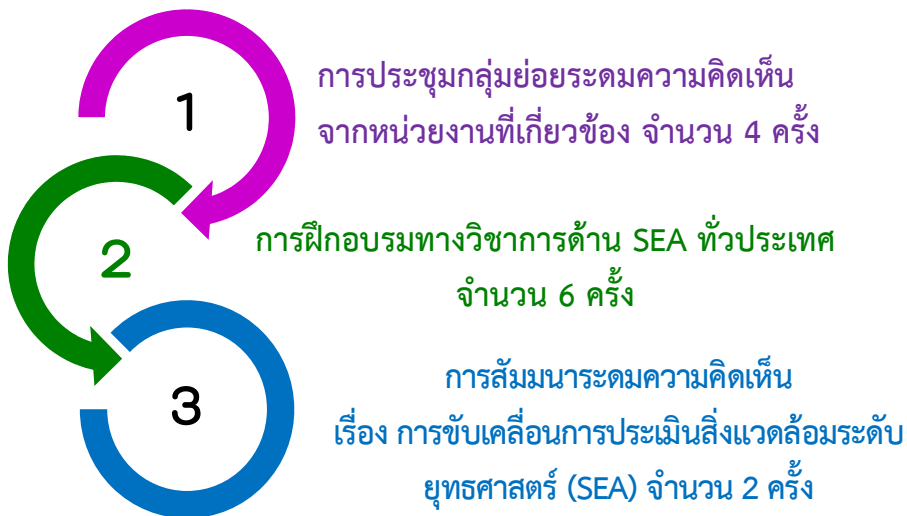 1
การประชุมกลุ่มย่อยระดมความคิดเห็น
จากหน่วยงานที่เกี่ยวข้อง จำนวน 4 ครั้ง
2
การฝึกอบรมทางวิชาการด้าน SEA ทั่วประเทศ
จำนวน 6 ครั้ง
3
การสัมมนาระดมความคิดเห็น
เรื่อง การขับเคลื่อนการประเมินสิ่งแวดล้อมระดับ
ยุทธศาสตร์ (SEA) จำนวน 2 ครั้ง